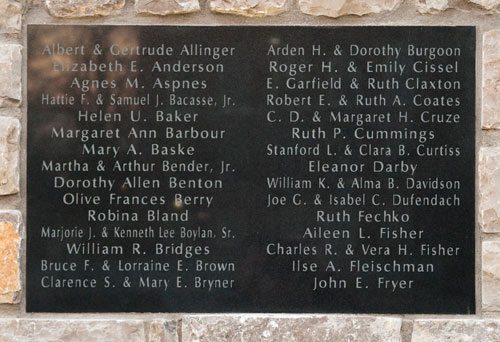 Albert & Gertrude Allinger
Elizabeth E. Anderson
Agnes M. Aspnes
Hattie F. & Samuel J. Bacasse, Jr.
Helen U. Baker
Margaret Ann Barbour
Mary A. Baske
Martha & Arthur Bender, Jr.
Dorothy Allen Benton
Olive Frances Berry
Robina Bland
Marjorie J. & Kenneth Lee Boylan, Sr.
William R. Bridges
Bruce F. & Lorraine E. Brown
Clarence S. & Mary E. Bryner
Arden H. & Dorothy Burgoon
Roger H. & Emily Cissel
E. Garfield & Ruth Claxton
Robert E. & Ruth A. Coates
C. D. & Margaret H. Cruze
Ruth P. Cummings
Stanford L. & Clara B. Curtiss
Eleanor Darby
William K. & Alma B. Davidson
Joe G. & Isabel C. Dufendach
Ruth Fechko
Aileen L. Fisher
Charles R. & Vera H. Fisher
Ilse A. Fleischman
John E. Fryer